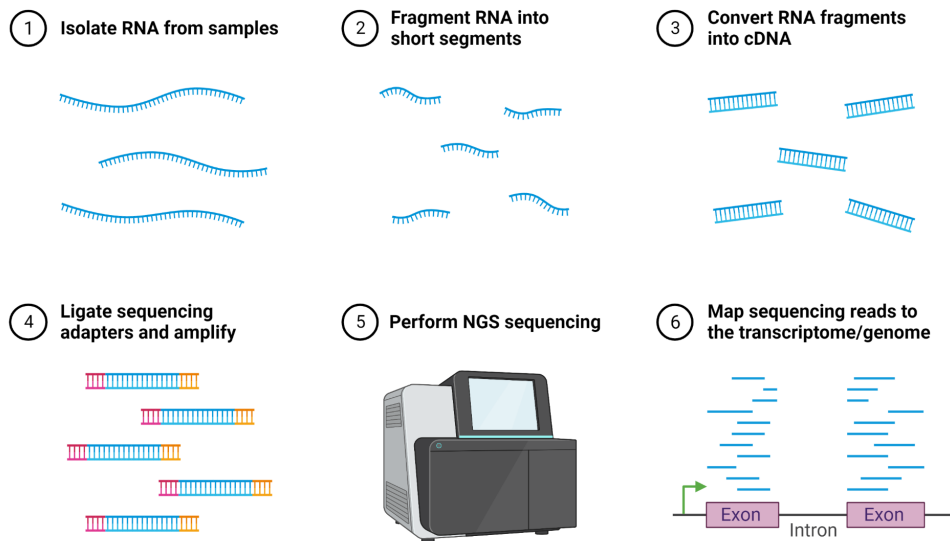 1
Isolate RNA from samples
2
Fragment RNA into
short segments
3
Convert RNA fragments
into cDNA
4
Ligate sequencing
adapters and amplify
5
Perform NGS sequencing
6
Map sequencing reads to
the transcriptome/genome
Exon
Intron
Exon